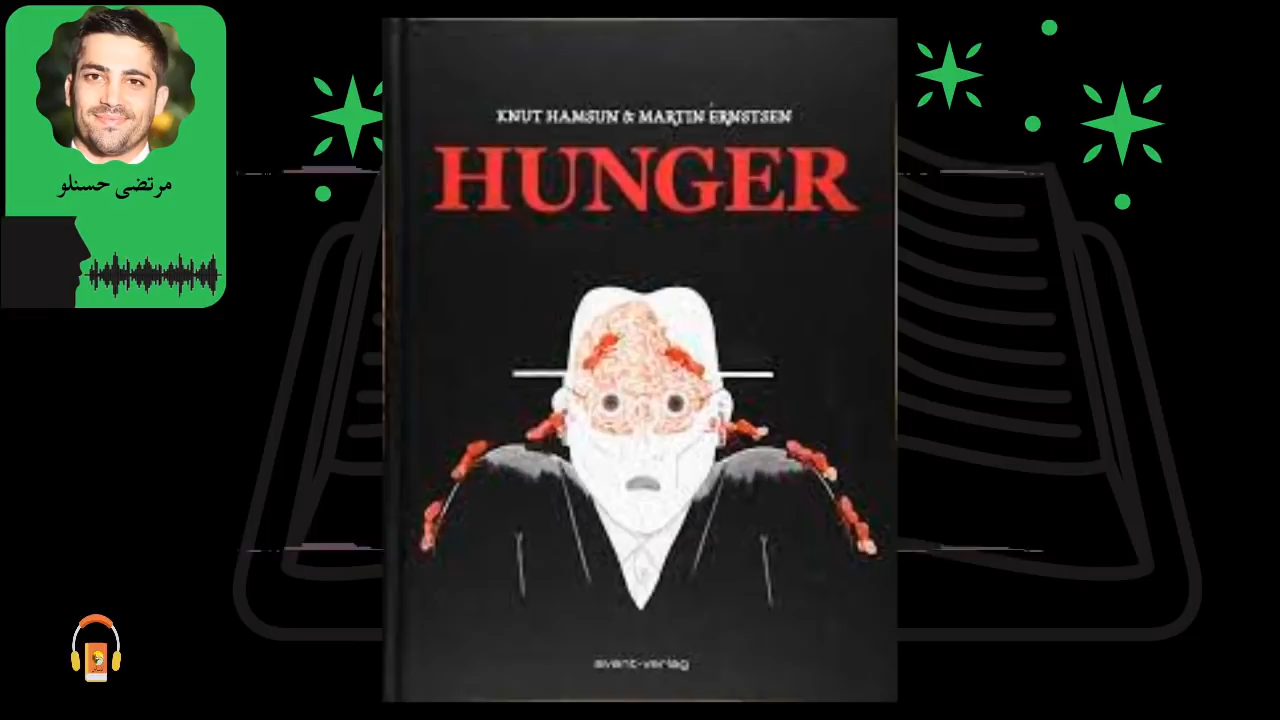 مرتضی حسنلو
KNUT HAMSUN & MARTIN ERNSTSEN
HUNGER
avant-verlag